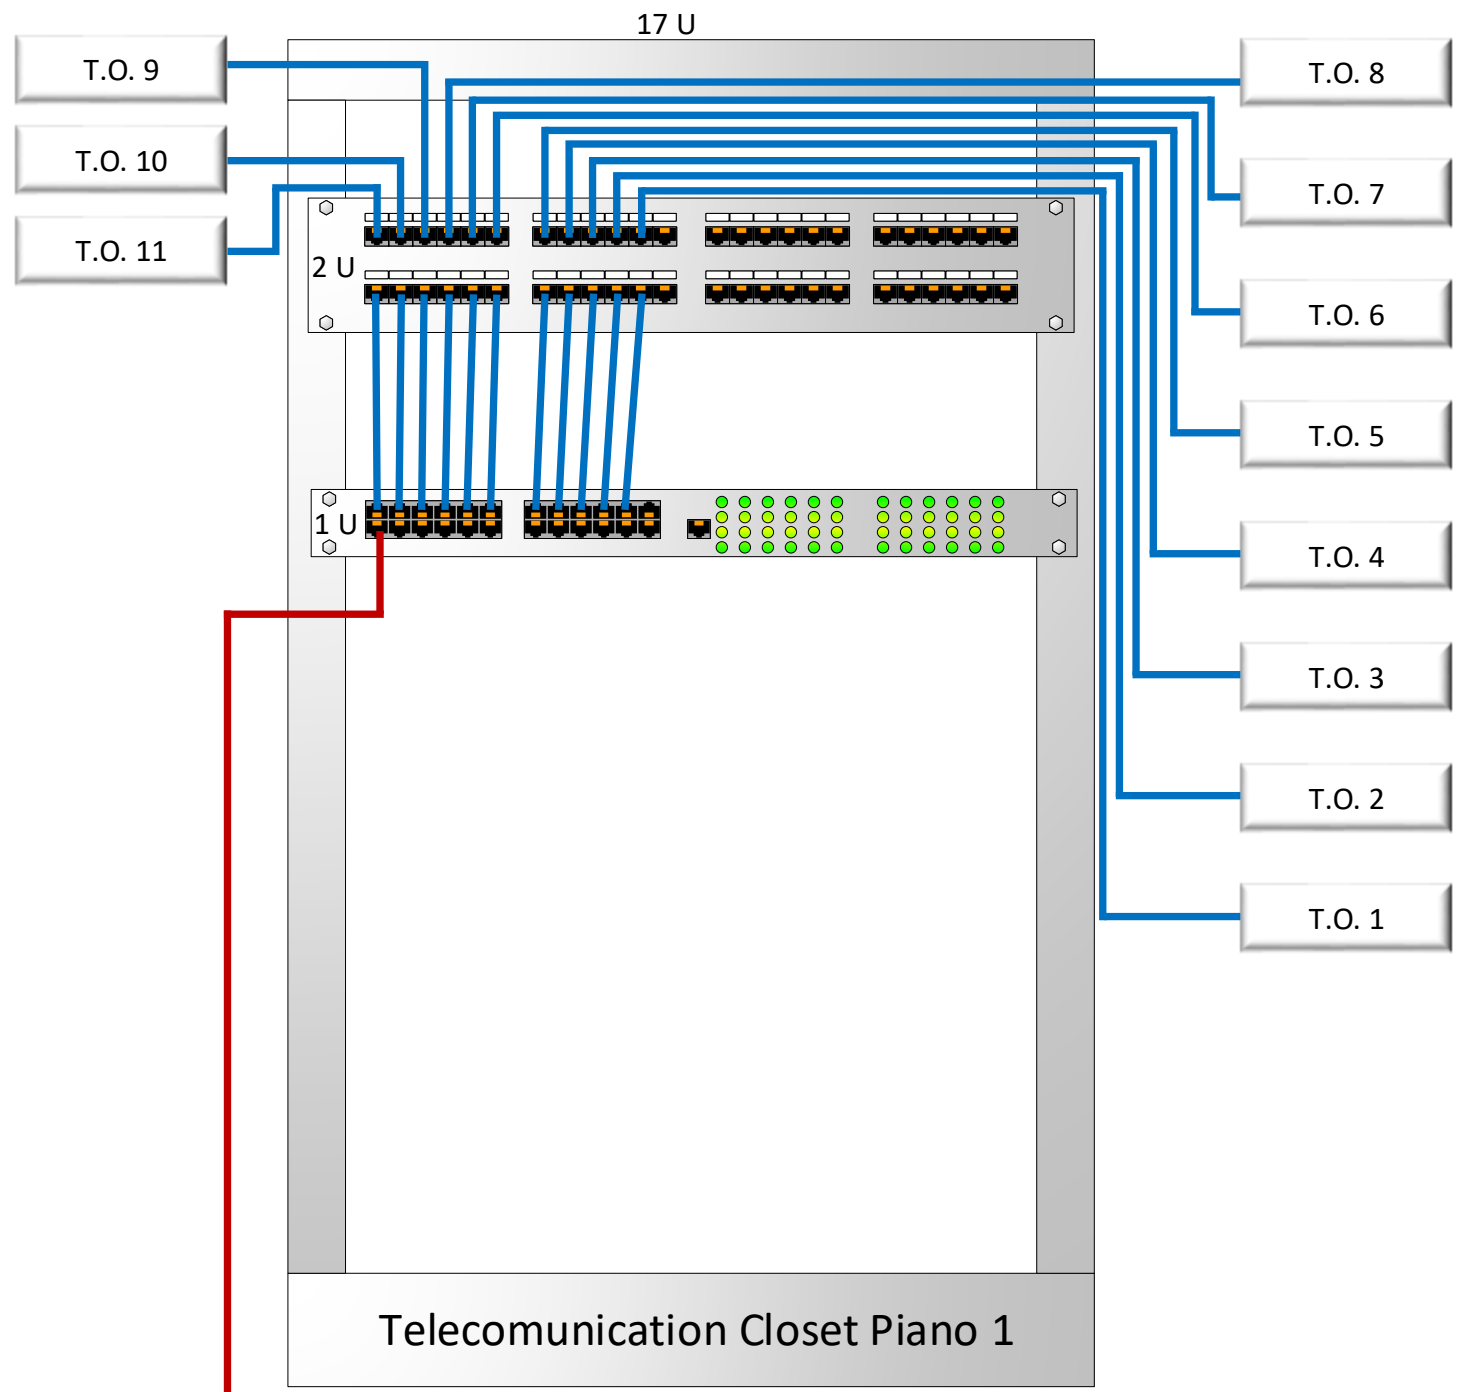 17 U
T.O. 9
T.O. 10
T.O. 11
T.O. 8
T.O. 7
T.O. 6
T.O. 5
T.O. 4
T.O. 3
T.O. 2
T.O. 1
2 U
1 U
Telecomunication Closet Piano 1